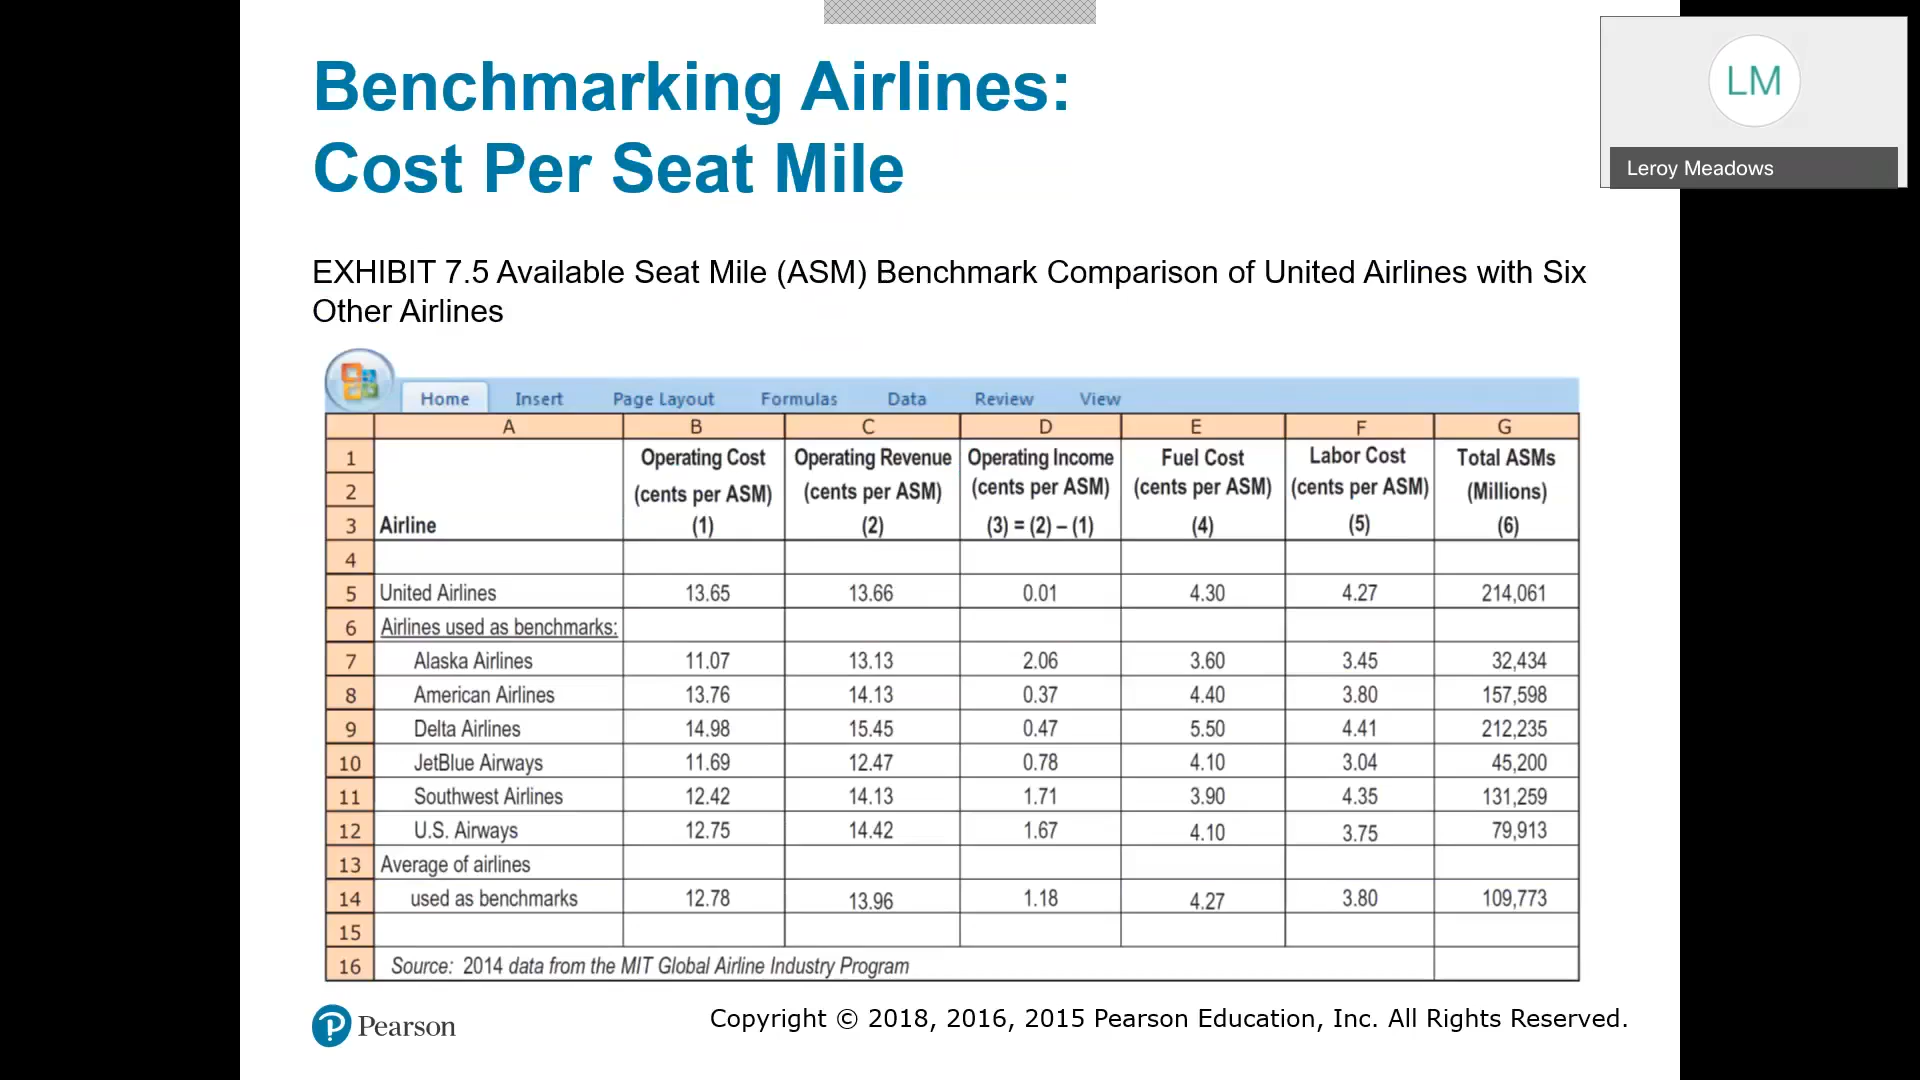 Benchmarking Airlines:
Cost Per Seat Mile
LM
Leroy Meadows
EXHIBIT 7.5 Available Seat Mile (ASM) Benchmark Comparison of United Airlines with Six
Other Airlines
Home Insert Page Layout Formulas Data Review View
A B C D E F G
1 Operating Cost Operating Revenue Operating Income Fuel Cost Labor Cost Total ASMs
2 (cents per ASM) (cents per ASM) (cents per ASM) (cents per ASM) (cents per ASM) (Millions)
3 Airline (1) (2) (3) = (2) – (1) (4) (5) (6)
4
5 United Airlines 13.65 13.66 0.01 4.30 4.27 214,061
6 Airlines used as benchmarks:
7 Alaska Airlines 11.07 13.13 2.06 3.60 3.45 32,434
8 American Airlines 13.76 14.13 0.37 4.40 3.80 157,598
9 Delta Airlines 14.98 15.45 0.47 5.50 4.41 212,235
10 JetBlue Airways 11.69 12.47 0.78 4.10 3.04 45,200
11 Southwest Airlines 12.42 14.13 1.71 3.90 4.35 131,259
12 U.S. Airways 12.75 14.42 1.67 4.10 3.75 79,913
13 Average of airlines
14 used as benchmarks 12.78 13.96 1.18 4.27 3.80 109,773
15
16 Source: 2014 data from the MIT Global Airline Industry Program
P Pearson
Copyright © 2018, 2016, 2015 Pearson Education, Inc. All Rights Reserved.